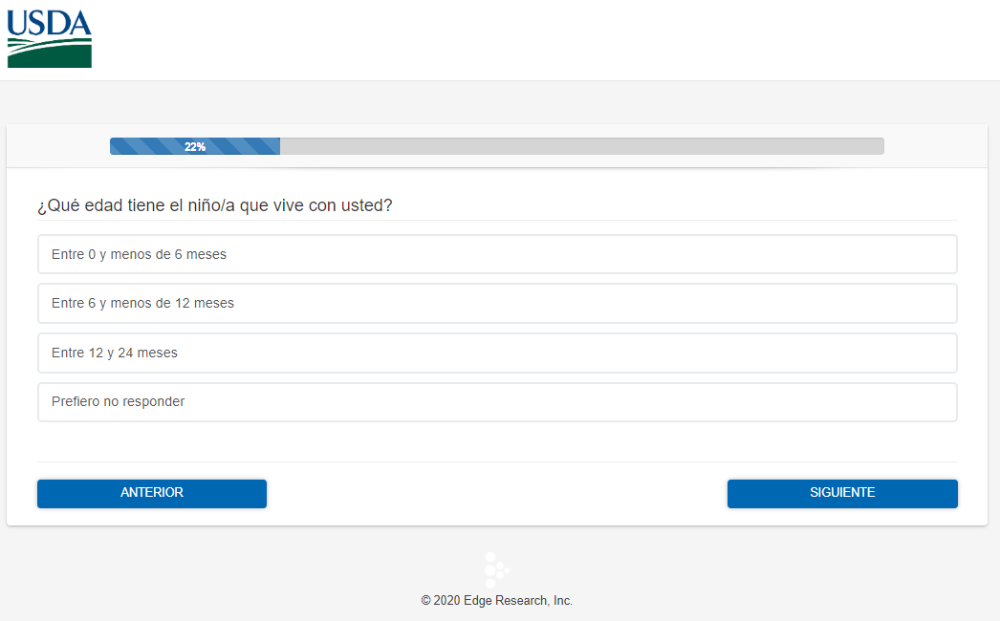 USDA
22%
¿Qué edad tiene el niño/a que vive con usted?
Entre 0 y menos de 6 meses
Entre 6 y menos de 12 meses
Entre 12 y 24 meses
Prefiero no responder
ANTERIOR
SIGUIENTE
© 2020 Edge Research, Inc.